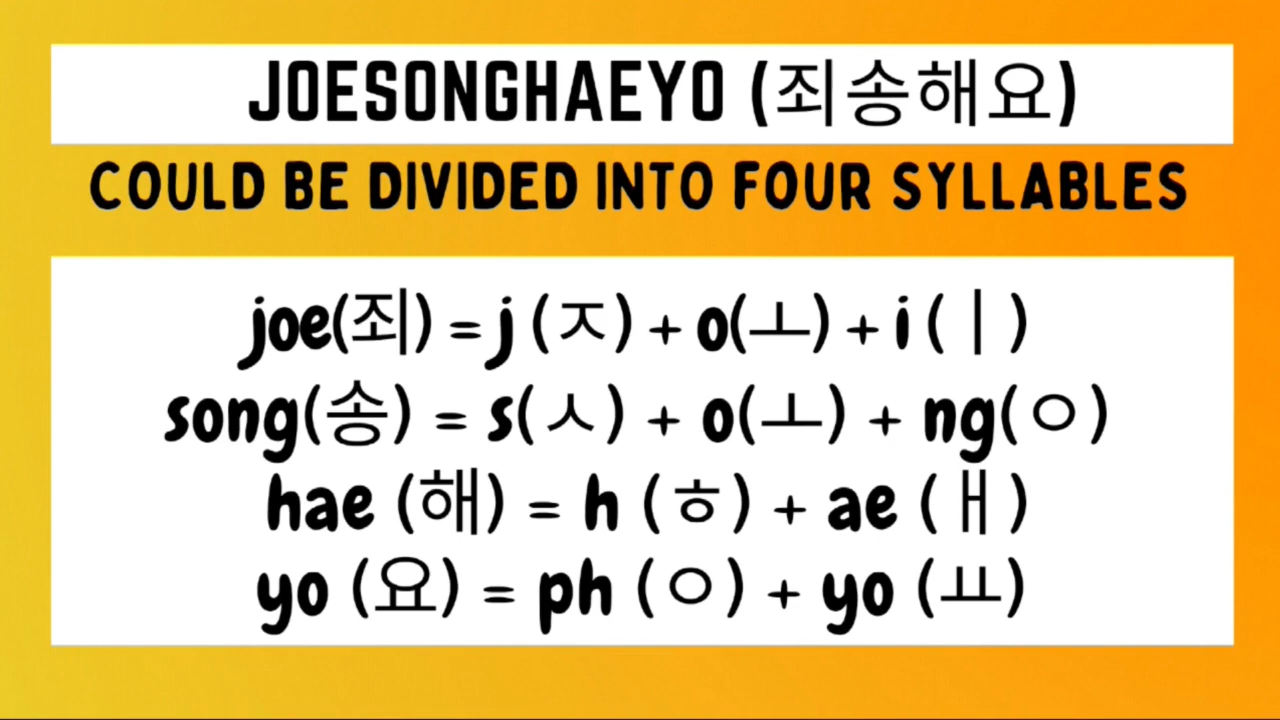 JOESONGHAEYO (죄송해요)
COULD BE DIVIDED INTO FOUR SYLLABLES
joe(죄) = j (ㅈ) + o(ㅗ) + i (ㅣ)
song(송) = s(ㅅ) + o(ㅗ) + ng(ㅇ)
hae (해) = h (ㅎ) + ae (ㅐ)
yo (요) = ph (ㅇ) + yo (ㅛ)